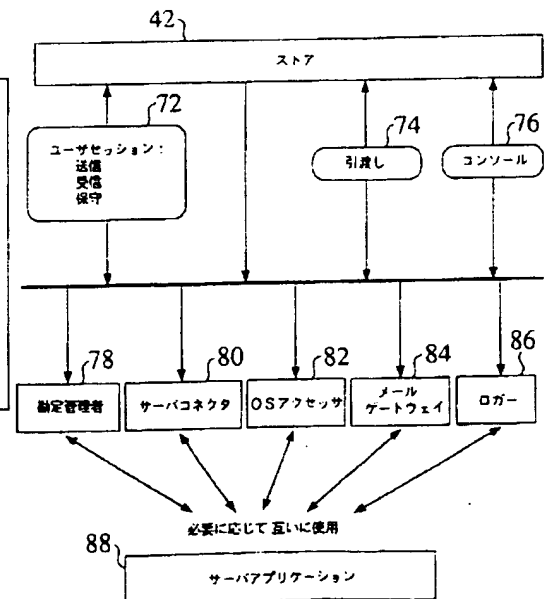 42
ストア
72
ユーザセッション：
送信
受信
保守
74
引渡し
76
コンソール
78
勘定管理者
80
サーバコネクタ
82
OSアクセッサ
84
メール
ゲートウェイ
86
ロガー
必要に応じて互いに使用
88
サーバアプリケーション